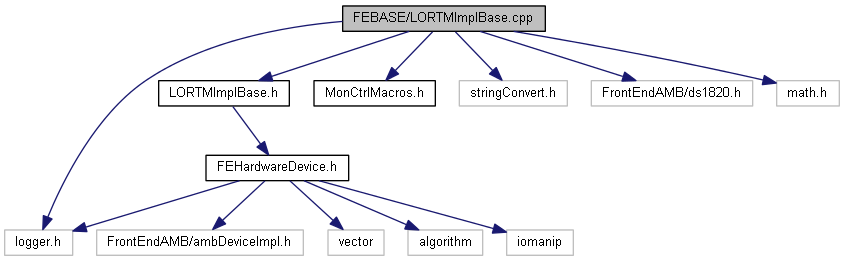 FEBASE/LORTMImplBase.cpp
LORTMImplBase.h
MonCtrlMacros.h
stringConvert.h
FrontEndAMB/ds1820.h
math.h
FEHardwareDevice.h
logger.h
FrontEndAMB/ambDeviceImpl.h
vector
algorithm
iomanip